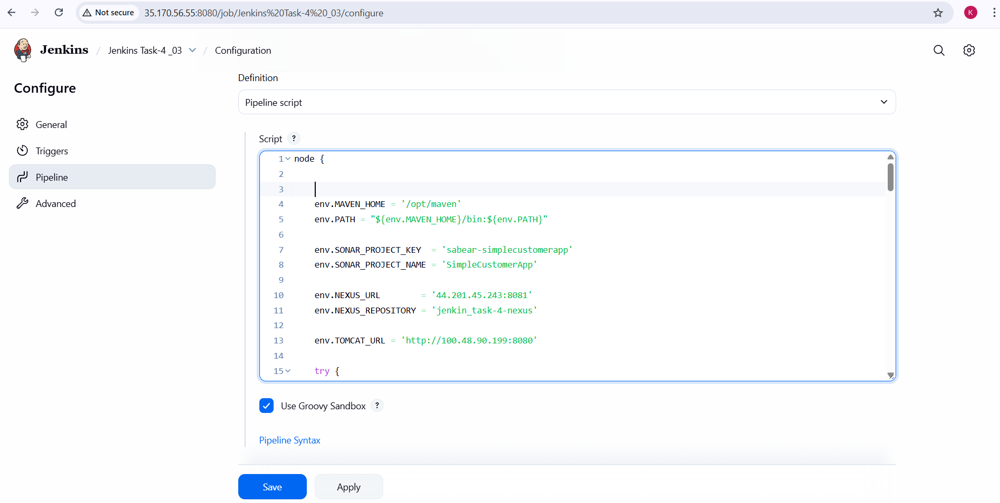 Not secure 35.170.56.55:8080/job/Jenkins%20Task-4%20_03/configure K
Jenkins / Jenkins Task-4 _03 / Configuration
Configure
General
Triggers
Pipeline
Advanced
Definition
Pipeline script
Script ?
1 node {
2
3
4 env.MAVEN_HOME = '/opt/maven'
5 env.PATH = "${env.MAVEN_HOME}/bin:${env.PATH}"
6
7 env.SONAR_PROJECT_KEY = 'sabear-simplecustomerapp'
8 env.SONAR_PROJECT_NAME = 'SimpleCustomerApp'
9
10 env.NEXUS_URL = '44.201.45.243:8081'
11 env.NEXUS_REPOSITORY = 'jenkin_task-4-nexus'
12
13 env.TOMCAT_URL = 'http://100.48.90.199:8080'
14
15 try {
Use Groovy Sandbox ?
Pipeline Syntax
Save Apply